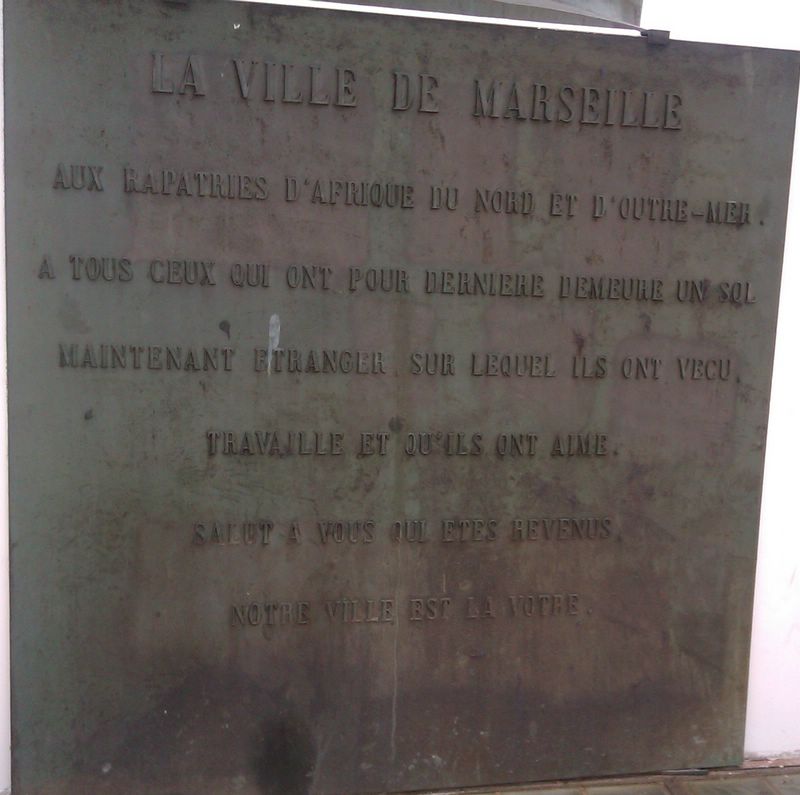 LA VILLE DE MARSEILLE
AUX RAPATRIES D'AFRIQUE DU NORD ET D'OUTRE-MER.
A TOUS CEUX QUI ONT POUR DERNIERE DEMEURE UN SOL
MAINTENANT ETRANGER SUR LEQUEL ILS ONT VECU,
TRAVAILLE ET QU'ILS ONT AIME.
SALUT A VOUS QUI ETES REVENUS,
NOTRE VILLE EST LA VOTRE.